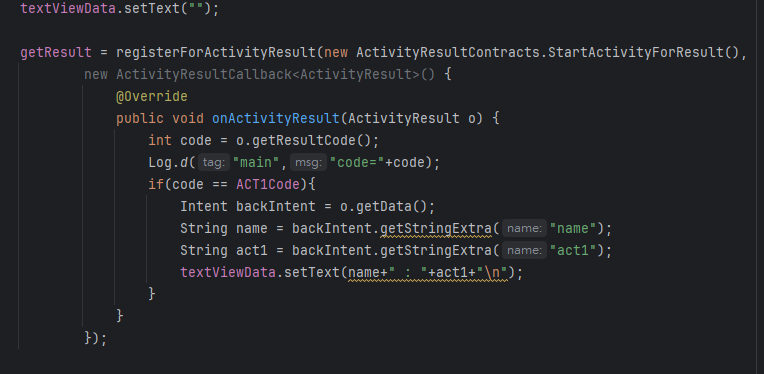 textViewData.setText("");
getResult = registerForActivityResult(new ActivityResultContracts.StartActivityForResult(),
new ActivityResultCallback<ActivityResult>() {
@Override
public void onActivityResult(ActivityResult o) {
int code = o.getResultCode();
Log.d( tag: "main", msg: "code="+code);
if(code == ACT1Code){
Intent backIntent = o.getData();
String name = backIntent.getStringExtra( name: "name");
String act1 = backIntent.getStringExtra( name: "act1");
textViewData.setText(name+" : "+act1+"\n");
}
}
});